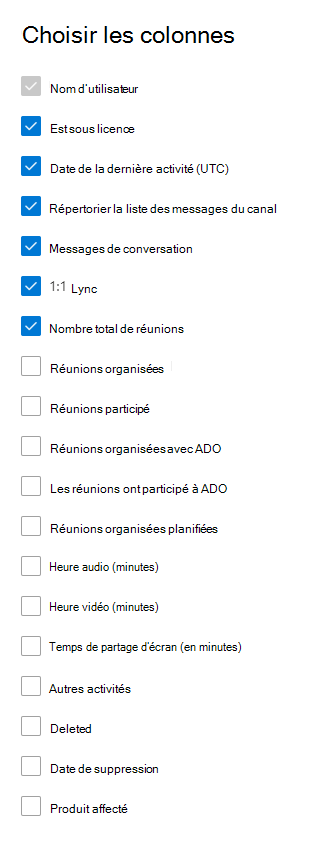 Choisir les colonnes
Nom d'utilisateur
Est sous licence
Date de la dernière activité (UTC)
Répertorier la liste des messages du canal
Messages de conversation
1:1 Lync
Nombre total de réunions
Réunions organisées
Réunions participé
Réunions organisées avec ADO
Les réunions ont participé à ADO
Réunions organisées planifiées
Heure audio (minutes)
Heure vidéo (minutes)
Temps de partage d'écran (en minutes)
Autres activités
Deleted
Date de suppression
Produit affecté